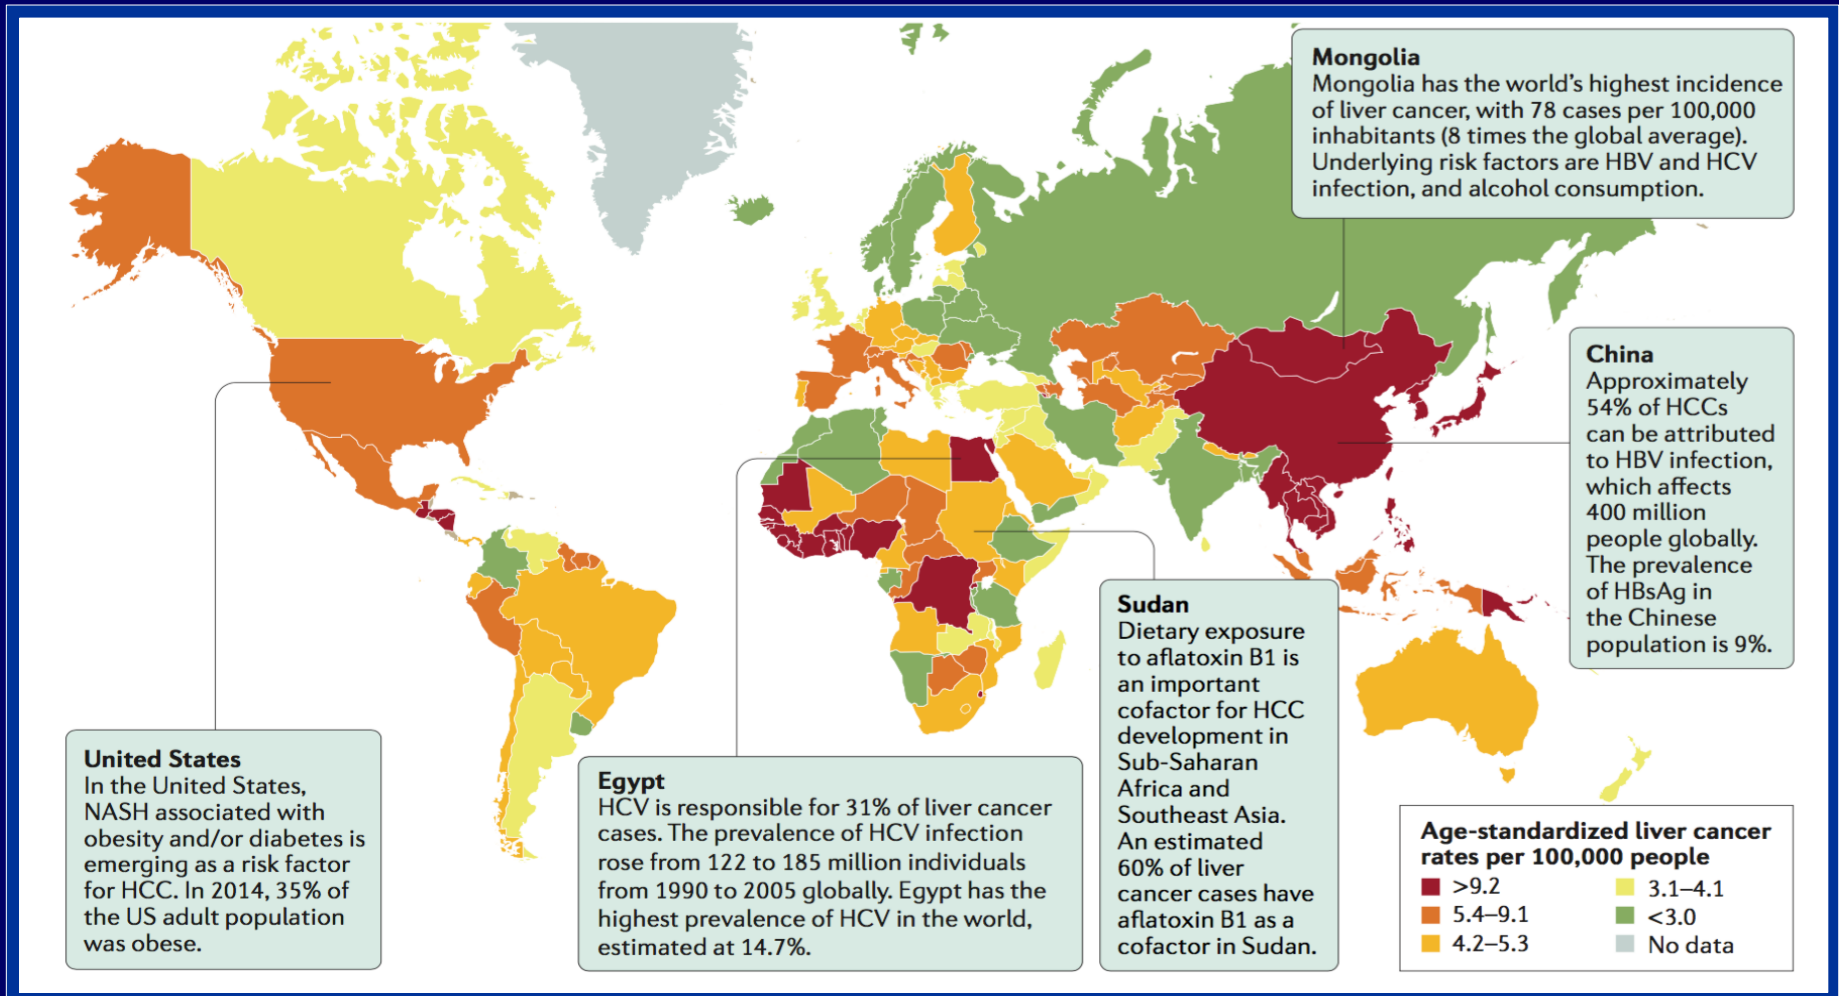 Mongolia
Mongolia has the world's highest incidence
of liver cancer, with 78 cases per 100,000
inhabitants (8 times the global average).
Underlying risk factors are HBV and HCV
infection, and alcohol consumption.
China
Approximately
54% of HCCs
can be attributed
to HBV infection,
which affects
400 million
people globally.
The prevalence
of HBsAg in
the Chinese
population is 9%.
United States
In the United States,
NASH associated with
obesity and/or diabetes is
emerging as a risk factor
for HCC. In 2014, 35% of
the US adult population
was obese.
Egypt
HCV is responsible for 31% of liver cancer
cases. The prevalence of HCV infection
rose from 122 to 185 million individuals
from 1990 to 2005 globally. Egypt has the
highest prevalence of HCV in the world,
estimated at 14.7%.
Sudan
Dietary exposure
to aflatoxin B1 is
an important
cofactor for HCC
development in
Sub-Saharan
Africa and
Southeast Asia.
An estimated
60% of liver
cancer cases have
aflatoxin B1 as a
cofactor in Sudan.
Age-standardized liver cancer
rates per 100,000 people
>9.2
5.4–9.1
4.2–5.3
3.1–4.1
<3.0
No data